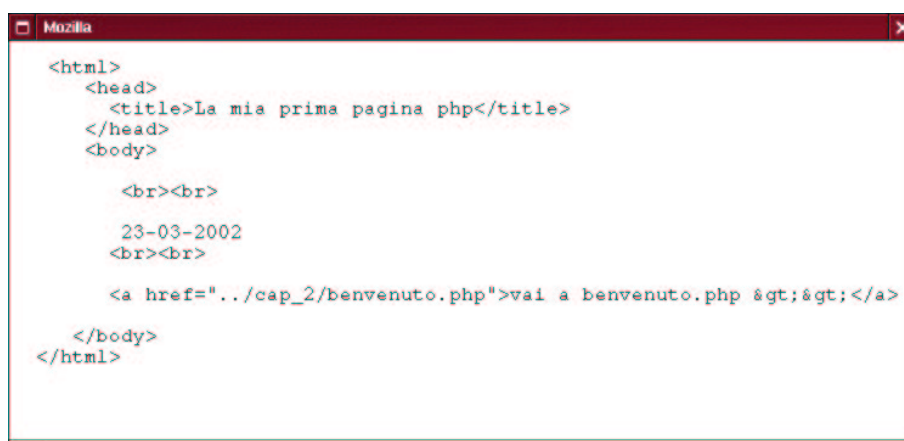 Mozilla
<html>
<head>
<title>La mia prima pagina php</title>
</head>
<body>
<br><br>
23-03-2002
<br><br>
<a href="../cap_2/benvenuto.php">vai a benvenuto.php &gt;&gt;</a>
</body>
</html>